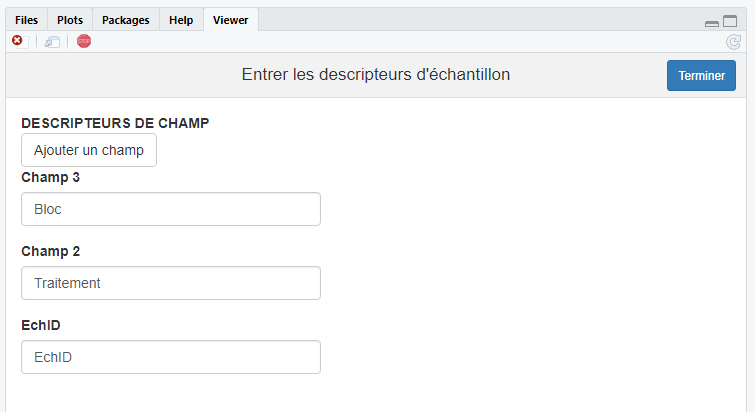 Files Plots Packages Help Viewer
STOP
Entrer les descripteurs d'échantillon Terminer
DESCRIPTEURS DE CHAMP
Ajouter un champ
Champ 3
Bloc
Champ 2
Traitement
EchID
EchID